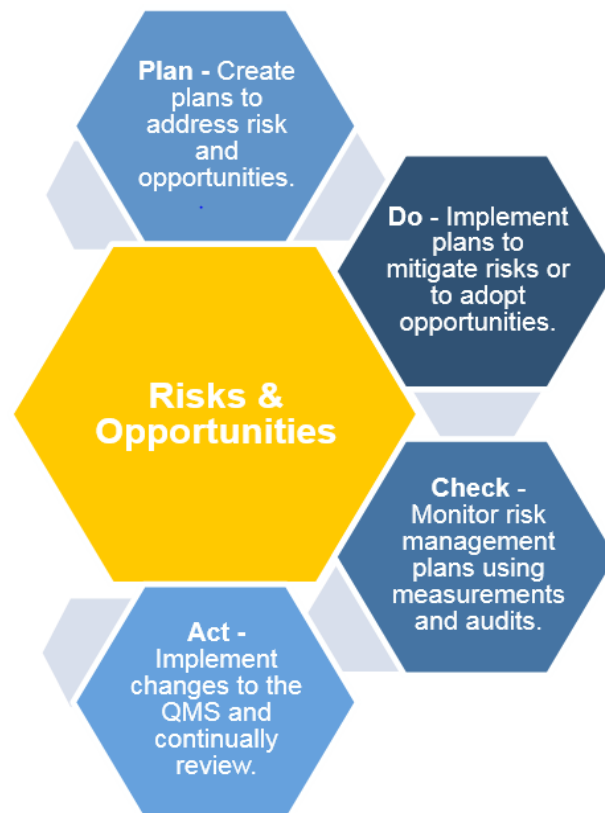 Plan - Create
plans to
address risk
and
opportunities.
Do - Implement
plans to
mitigate risks or
to adopt
opportunities.
Risks &
Opportunities
Check -
Monitor risk
management
plans using
measurements
and audits.
Act -
Implement
changes to the
QMS and
continually
review.